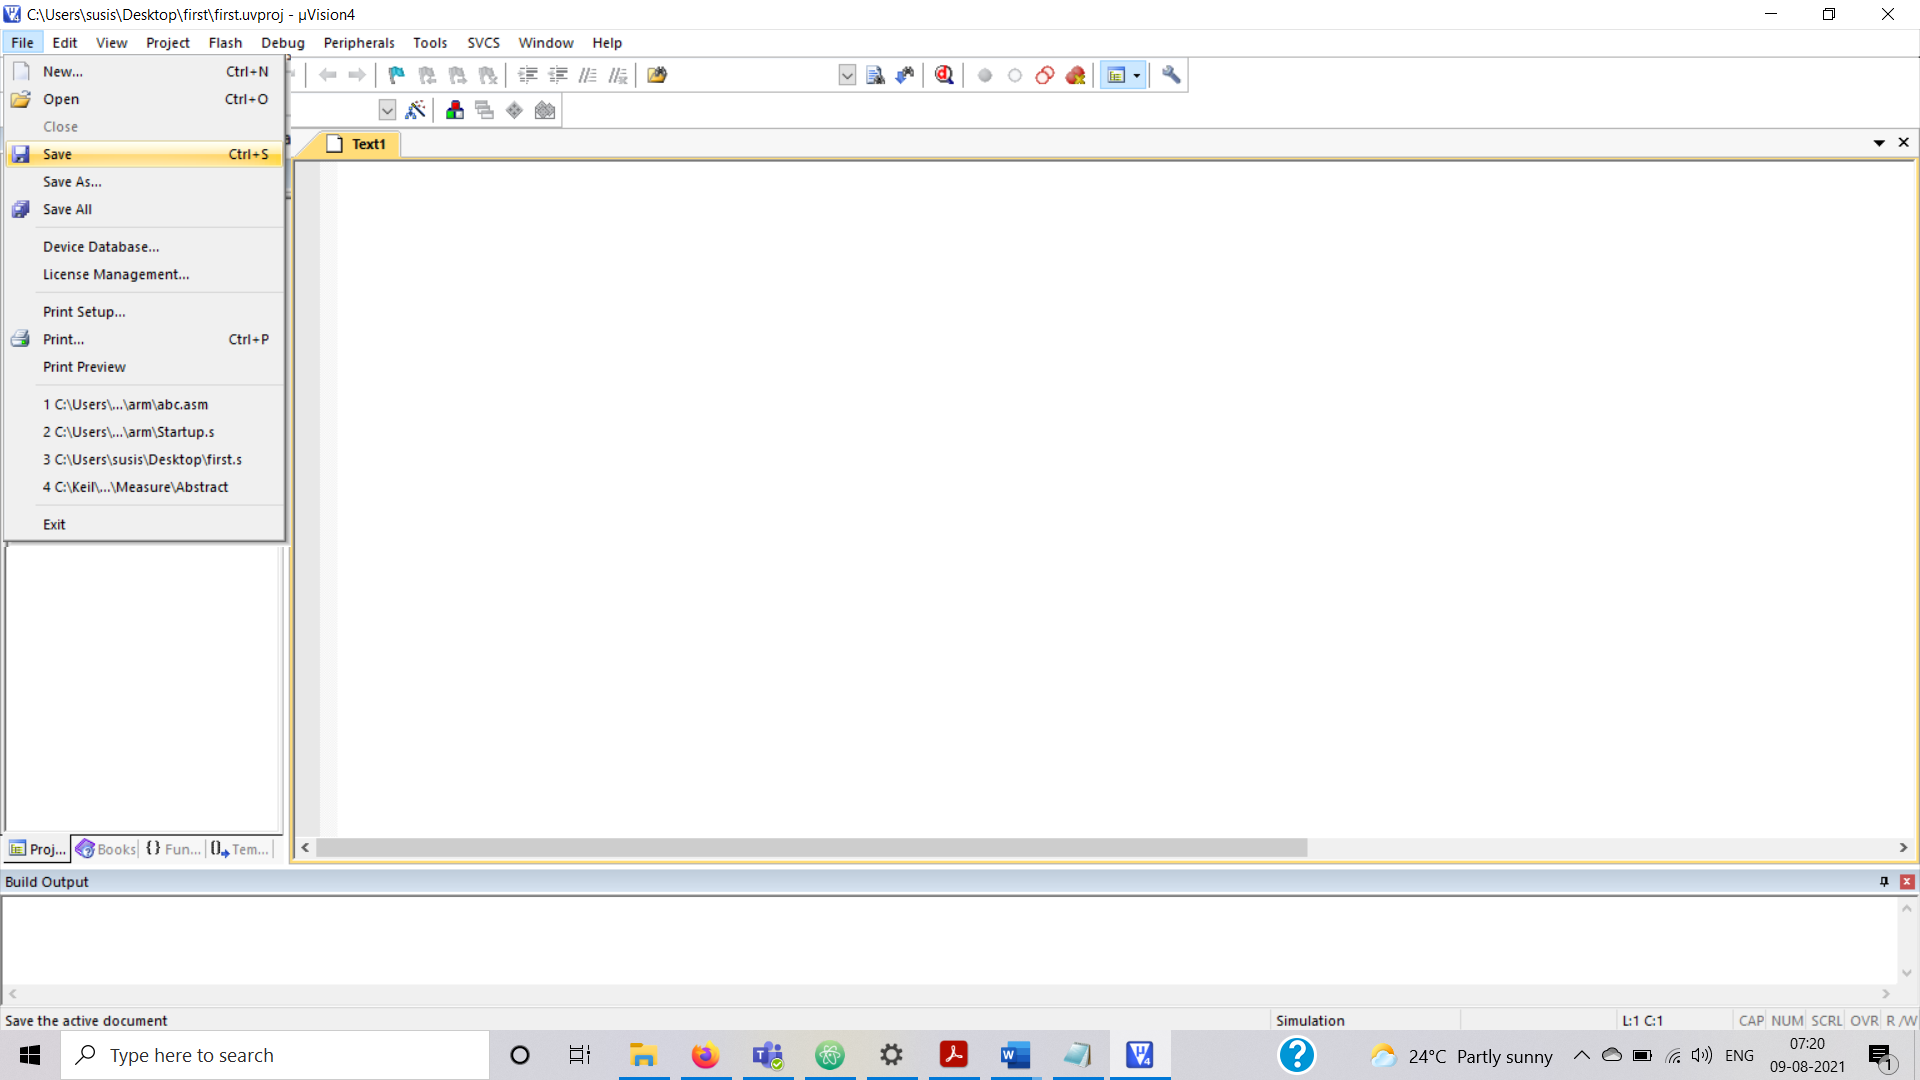 C:\Users\susis\Desktop\first\first.uvproj - µVision4
File Edit View Project Flash Debug Peripherals Tools SVCS Window Help
New... Ctrl+N
Open Ctrl+O
Close
Save Ctrl+S
Save As...
Save All
Device Database...
License Management...
Print Setup...
Print... Ctrl+P
Print Preview
1 C:\Users\...\arm\abc.asm
2 C:\Users\...\arm\Startup.s
3 C:\Users\susis\Desktop\first.s
4 C:\Keil\...\Measure\Abstract
Exit
Text1
Proj... Books {} Fun... Tem...
Build Output
Save the active document Simulation L:1 C:1 CAP NUM SCRL OVR R/W
Type here to search 24°C Partly sunny ENG 07:20
09-08-2021 1